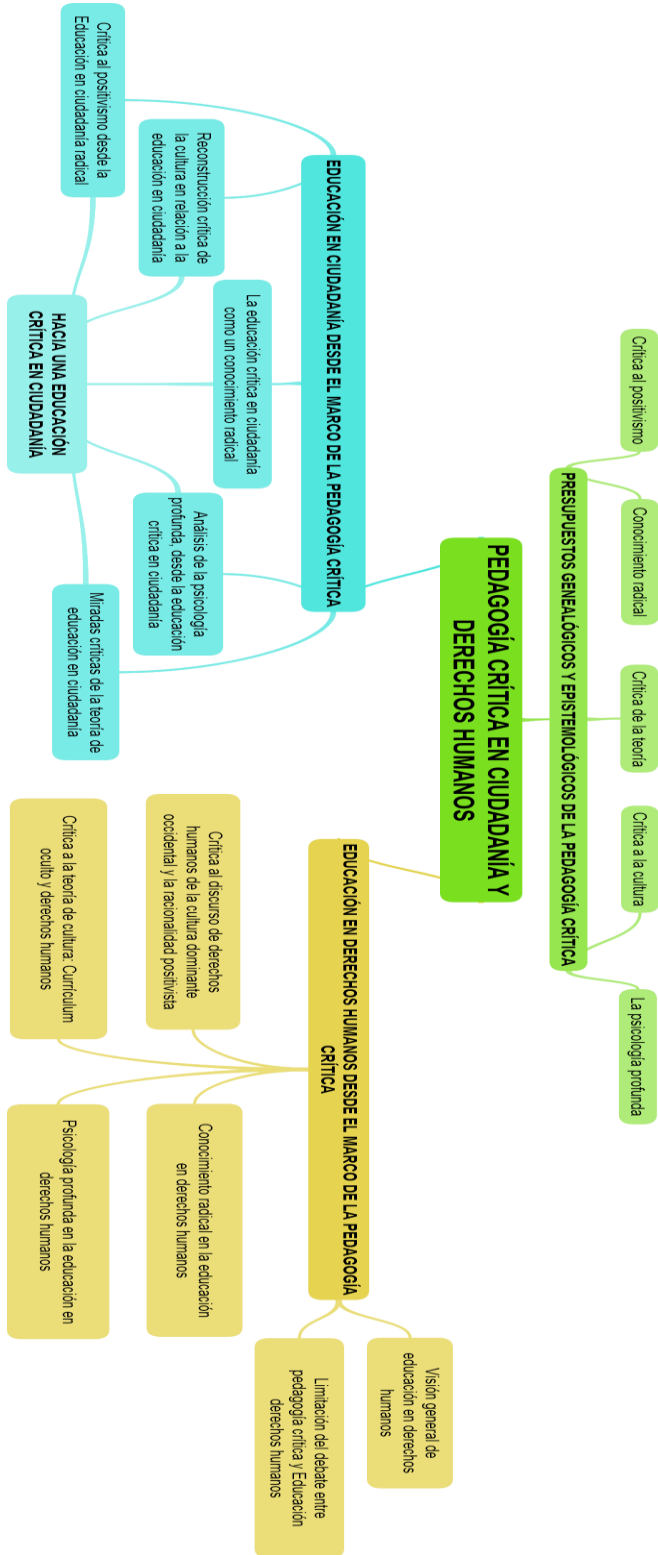 Crítica al positivismo
Conocimiento radical
Crítica de la teoría
Crítica a la cultura
La psicología profunda
PRESUPUESTOS GENEALÓGICOS Y EPISTEMOLÓGICOS DE LA PEDAGOGÍA CRÍTICA
PEDAGOGÍA CRÍTICA EN CIUDADANÍA Y
DERECHOS HUMANOS
EDUCACIÓN EN CIUDADANÍA DESDE EL MARCO DE LA PEDAGOGÍA CRÍTICA
La educación crítica en ciudadanía
como un conocimiento radical
Reconstrucción crítica de
la cultura en relación a la
educación en ciudadanía
Análisis de la psicología
profunda, desde la educación
crítica en ciudadanía
Crítica al positivismo desde la
Educación en ciudadanía radical
Miradas críticas de la teoría de
educación en ciudadanía
HACIA UNA EDUCACIÓN
CRÍTICA EN CIUDADANÍA
EDUCACIÓN EN DERECHOS HUMANOS DESDE EL MARCO DE LA PEDAGOGÍA
CRÍTICA
Visión general de
educación en derechos
humanos
Limitación del debate entre
pedagogía crítica y Educación
derechos humanos
Crítica al discurso de derechos
humanos de la cultura dominante
occidental y la racionalidad positivista
Conocimiento radical en la educación
en derechos humanos
Crítica a la teoría de cultura: Currículum
oculto y derechos humanos
Psicología profunda en la educación en
derechos humanos